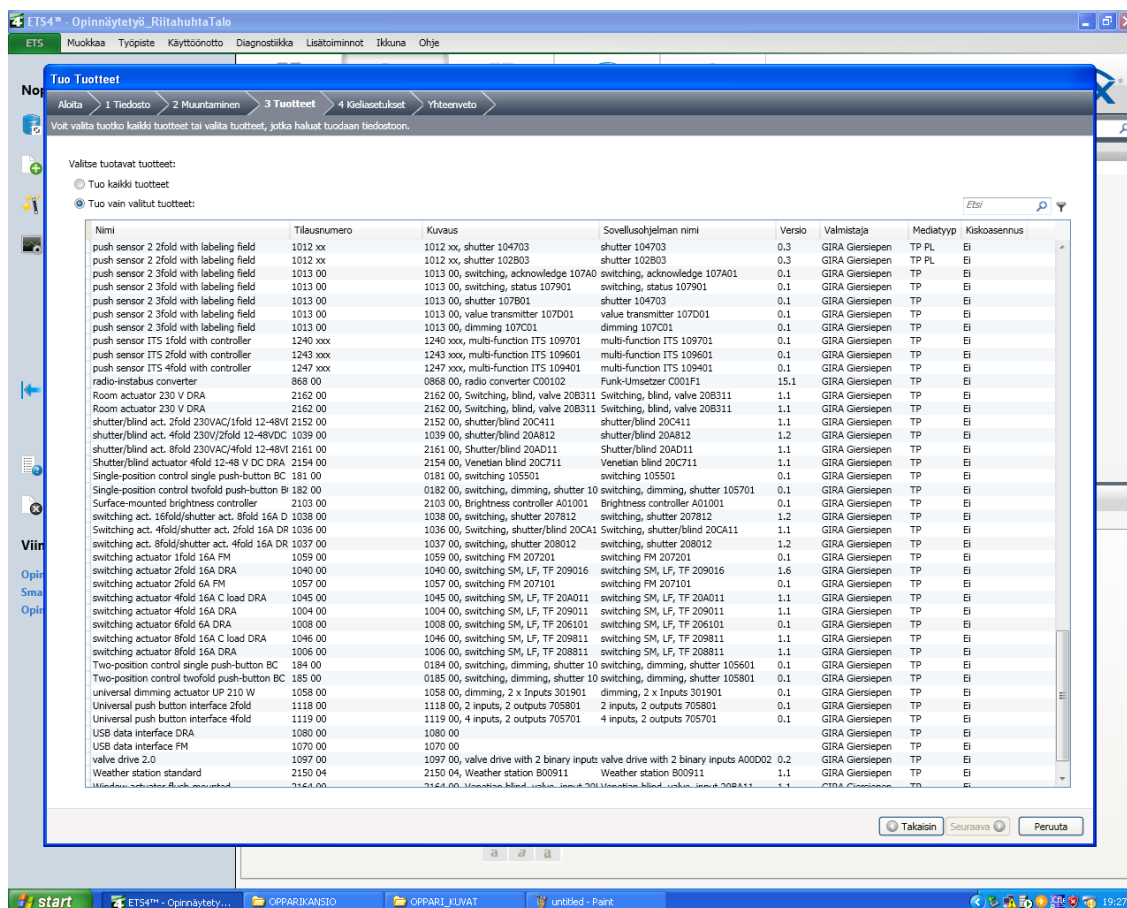 ETS4™ - Opinnäytetyö_RiitahuhtaTalo
ETS Muokkaa Työpiste Käyttöönotto Diagnostiikka Lisätoiminnot Ikkuna Ohje
Tuo Tuotteet
Aloita 1 Tiedosto 2 Muuntaminen 3 Tuotteet 4 Kieliasetukset Yhteenveto
Voit valita tuotko kaikki tuotteet tai valita tuotteet, jotka haluat tuodaan tiedostoon.
Valitse tuotavat tuotteet:
Tuo kaikki tuotteet
Tuo vain valitut tuotteet:
Etsi
Nimi Tilausnumero Kuvaus Sovellusohjelman nimi Versio Valmistaja Mediatyyp Kiskoasennus
push sensor 2 2fold with labeling field 1012 xx 1012 xx, shutter 104703 shutter 104703 0.3 GIRA Giersiepen TP PL Ei
push sensor 2 2fold with labeling field 1012 xx 1012 xx, shutter 102B03 shutter 102B03 0.3 GIRA Giersiepen TP PL Ei
push sensor 2 3fold with labeling field 1013 00 1013 00, switching, acknowledge 107A0 switching, acknowledge 107A01 0.1 GIRA Giersiepen TP Ei
push sensor 2 3fold with labeling field 1013 00 1013 00, switching, status 107901 switching, status 107901 0.1 GIRA Giersiepen TP Ei
push sensor 2 3fold with labeling field 1013 00 1013 00, shutter 107B01 shutter 104703 0.1 GIRA Giersiepen TP Ei
push sensor 2 3fold with labeling field 1013 00 1013 00, value transmitter 107D01 value transmitter 107D01 0.1 GIRA Giersiepen TP Ei
push sensor 2 3fold with labeling field 1013 00 1013 00, dimming 107C01 dimming 107C01 0.1 GIRA Giersiepen TP Ei
push sensor ITS 1fold with controller 1240 xxx 1240 xxx, multi-function ITS 109701 multi-function ITS 109701 0.1 GIRA Giersiepen TP Ei
push sensor ITS 2fold with controller 1243 xxx 1243 xxx, multi-function ITS 109601 multi-function ITS 109601 0.1 GIRA Giersiepen TP Ei
push sensor ITS 4fold with controller 1247 xxx 1247 xxx, multi-function ITS 109401 multi-function ITS 109401 0.1 GIRA Giersiepen TP Ei
radio-instabus converter 868 00 0868 00, radio converter C00102 Funk-Umsetzer C001F1 15.1 GIRA Giersiepen TP Ei
Room actuator 230 V DRA 2162 00 2162 00, Switching, blind, valve 20B311 Switching, blind, valve 20B311 1.1 GIRA Giersiepen TP Ei
Room actuator 230 V DRA 2162 00 2162 00, Switching, blind, valve 20B311 Switching, blind, valve 20B311 1.1 GIRA Giersiepen TP Ei
shutter/blind act. 2fold 230VAC/1fold 12-48VI 2152 00 2152 00, shutter/blind 20C411 shutter/blind 20C411 1.1 GIRA Giersiepen TP Ei
shutter/blind act. 4fold 230V/2fold 12-48VDC 1039 00 1039 00, shutter/blind 20A812 shutter/blind 20A812 1.2 GIRA Giersiepen TP Ei
shutter/blind act. 8fold 230VAC/4fold 12-48VI 2161 00 2161 00, Shutter/blind 20AD11 Shutter/blind 20AD11 1.1 GIRA Giersiepen TP Ei
Shutter/blind actuator 4fold 12-48 V DC DRA 2154 00 2154 00, Venetian blind 20C711 Venetian blind 20C711 1.1 GIRA Giersiepen TP Ei
Single-position control single push-button BC 181 00 0181 00, switching 105501 switching 105501 0.1 GIRA Giersiepen TP Ei
Single-position control twofold push-button B 182 00 0182 00, switching, dimming, shutter 10 switching, dimming, shutter 105701 0.1 GIRA Giersiepen TP Ei
Surface-mounted brightness controller 2103 00 2103 00, Brightness controller A01001 Brightness controller A01001 0.1 GIRA Giersiepen TP Ei
switching act. 16fold/shutter act. 8fold 16A D 1038 00 1038 00, switching, shutter 207812 switching, shutter 207812 1.2 GIRA Giersiepen TP Ei
Switching act. 4fold/shutter act. 2fold 16A DR 1036 00 1036 00, Switching, shutter/blind 20CA1 Switching, shutter/blind 20CA11 1.1 GIRA Giersiepen TP Ei
switching act. 8fold/shutter act. 4fold 16A DR 1037 00 1037 00, switching, shutter 208012 switching, shutter 208012 1.2 GIRA Giersiepen TP Ei
switching actuator 1fold 16A FM 1059 00 1059 00, switching FM 207201 switching FM 207201 0.1 GIRA Giersiepen TP Ei
switching actuator 2fold 16A DRA 1040 00 1040 00, switching SM, LF, TF 209016 switching SM, LF, TF 209016 1.6 GIRA Giersiepen TP Ei
switching actuator 2fold 6A FM 1057 00 1057 00, switching FM 207101 switching FM 207101 0.1 GIRA Giersiepen TP Ei
switching actuator 4fold 16A C load DRA 1045 00 1045 00, switching SM, LF, TF 20A011 switching SM, LF, TF 20A011 1.1 GIRA Giersiepen TP Ei
switching actuator 4fold 16A DRA 1004 00 1004 00, switching SM, LF, TF 209011 switching SM, LF, TF 209011 1.1 GIRA Giersiepen TP Ei
switching actuator 6fold 6A DRA 1008 00 1008 00, switching SM, LF, TF 206101 switching SM, LF, TF 206101 0.1 GIRA Giersiepen TP Ei
switching actuator 8fold 16A C load DRA 1046 00 1046 00, switching SM, LF, TF 209811 switching SM, LF, TF 209811 1.1 GIRA Giersiepen TP Ei
switching actuator 8fold 16A DRA 1006 00 1006 00, switching SM, LF, TF 208811 switching SM, LF, TF 208811 1.1 GIRA Giersiepen TP Ei
Two-position control single push-button BC 184 00 0184 00, switching, dimming, shutter 10 switching, dimming, shutter 105601 0.1 GIRA Giersiepen TP Ei
Two-position control twofold push-button BC 185 00 0185 00, switching, dimming, shutter 10 switching, dimming, shutter 105801 0.1 GIRA Giersiepen TP Ei
universal dimming actuator UP 210 W 1058 00 1058 00, dimming, 2 x Inputs 301901 dimming, 2 x Inputs 301901 0.1 GIRA Giersiepen TP Ei
Universal push button interface 2fold 1118 00 1118 00, 2 inputs, 2 outputs 705801 2 inputs, 2 outputs 705801 0.1 GIRA Giersiepen TP Ei
Universal push button interface 4fold 1119 00 1119 00, 4 inputs, 2 outputs 705701 4 inputs, 2 outputs 705701 0.1 GIRA Giersiepen TP Ei
USB data interface DRA 1080 00 1080 00 GIRA Giersiepen TP Ei
USB data interface FM 1070 00 1070 00 GIRA Giersiepen TP Ei
valve drive 2.0 1097 00 1097 00, valve drive with 2 binary inputs valve drive with 2 binary inputs A00D02 0.2 GIRA Giersiepen TP Ei
Weather station standard 2150 04 2150 04, Weather station B00911 Weather station B00911 1.1 GIRA Giersiepen TP Ei
Window actuator flush-mounted 2164 00 2164 00, Venetian blind, valve, input 20 Venetian blind, valve, input 20BA11 1.1 GIRA Giersiepen TP Ei
Takaisin Seuraava Peruuta
Nop
Viin
Opin
Sma
Opin
a a a
start ETS4™ - Opinnäytety... OPPARIKANSIO OPPARI_KUVAT untitled - Paint 19:27